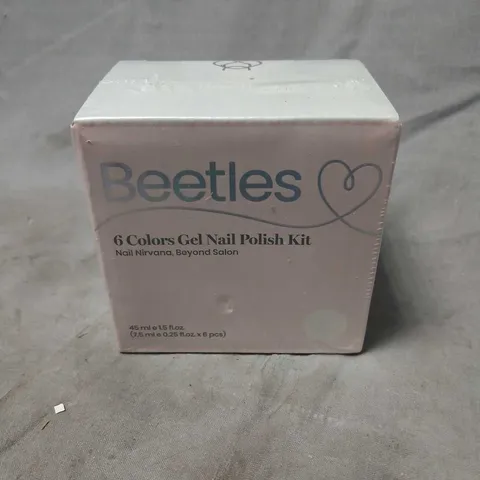 Beetles
6 Colors Gel Nail Polish Kit
Nail Nirvana, Beyond Salon
45 ml e 1.5 fl.oz.
(7.5 ml e 0.25 fl.oz. x 6 pcs)